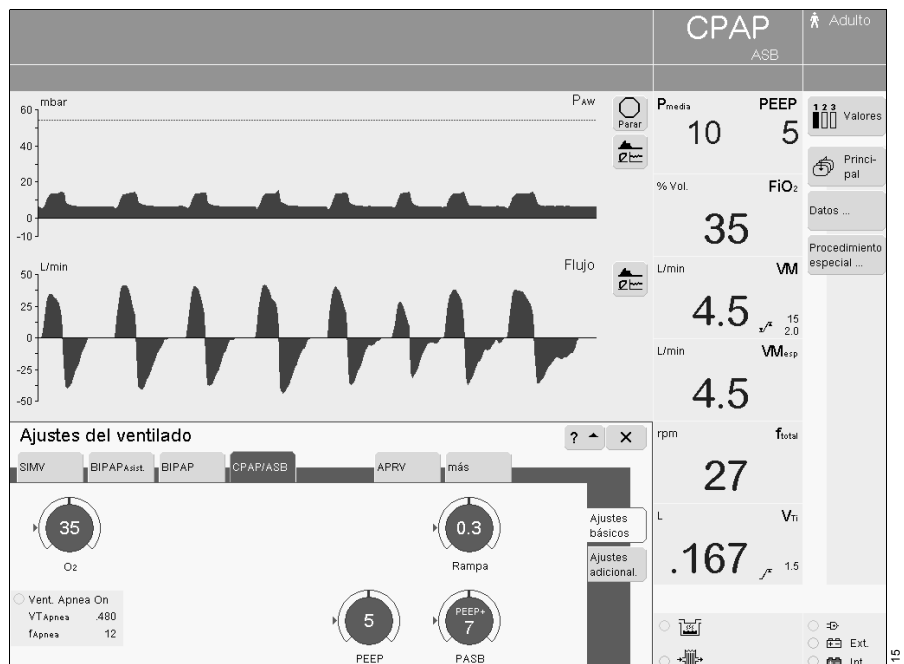 CPAP
ASB
Adulto
mbar
PAW
60
40
20
0
-10
Parar
L/min
Flujo
50
25
0
-25
-50
Pmedia PEEP
10 5
% Vol. FiO2
35
L/min VM
4.5
15
2.0
L/min VMesp
4.5
rpm ftotal
27
L VTi
.167
1.5
1 2 3
Valores
Princi-
pal
Datos ...
Procedimiento
especial ...
Ajustes del ventilado
?
SIMV
BIPAPAsist.
BIPAP
CPAP/ASB
APRV
más
Ajustes
básicos
Ajustes
adicional.
35
O2
0.3
Rampa
Vent. Apnea On
VTApnea .480
fApnea 12
5
PEEP
PEEP+
7
PASB
Ext.
Int.
15